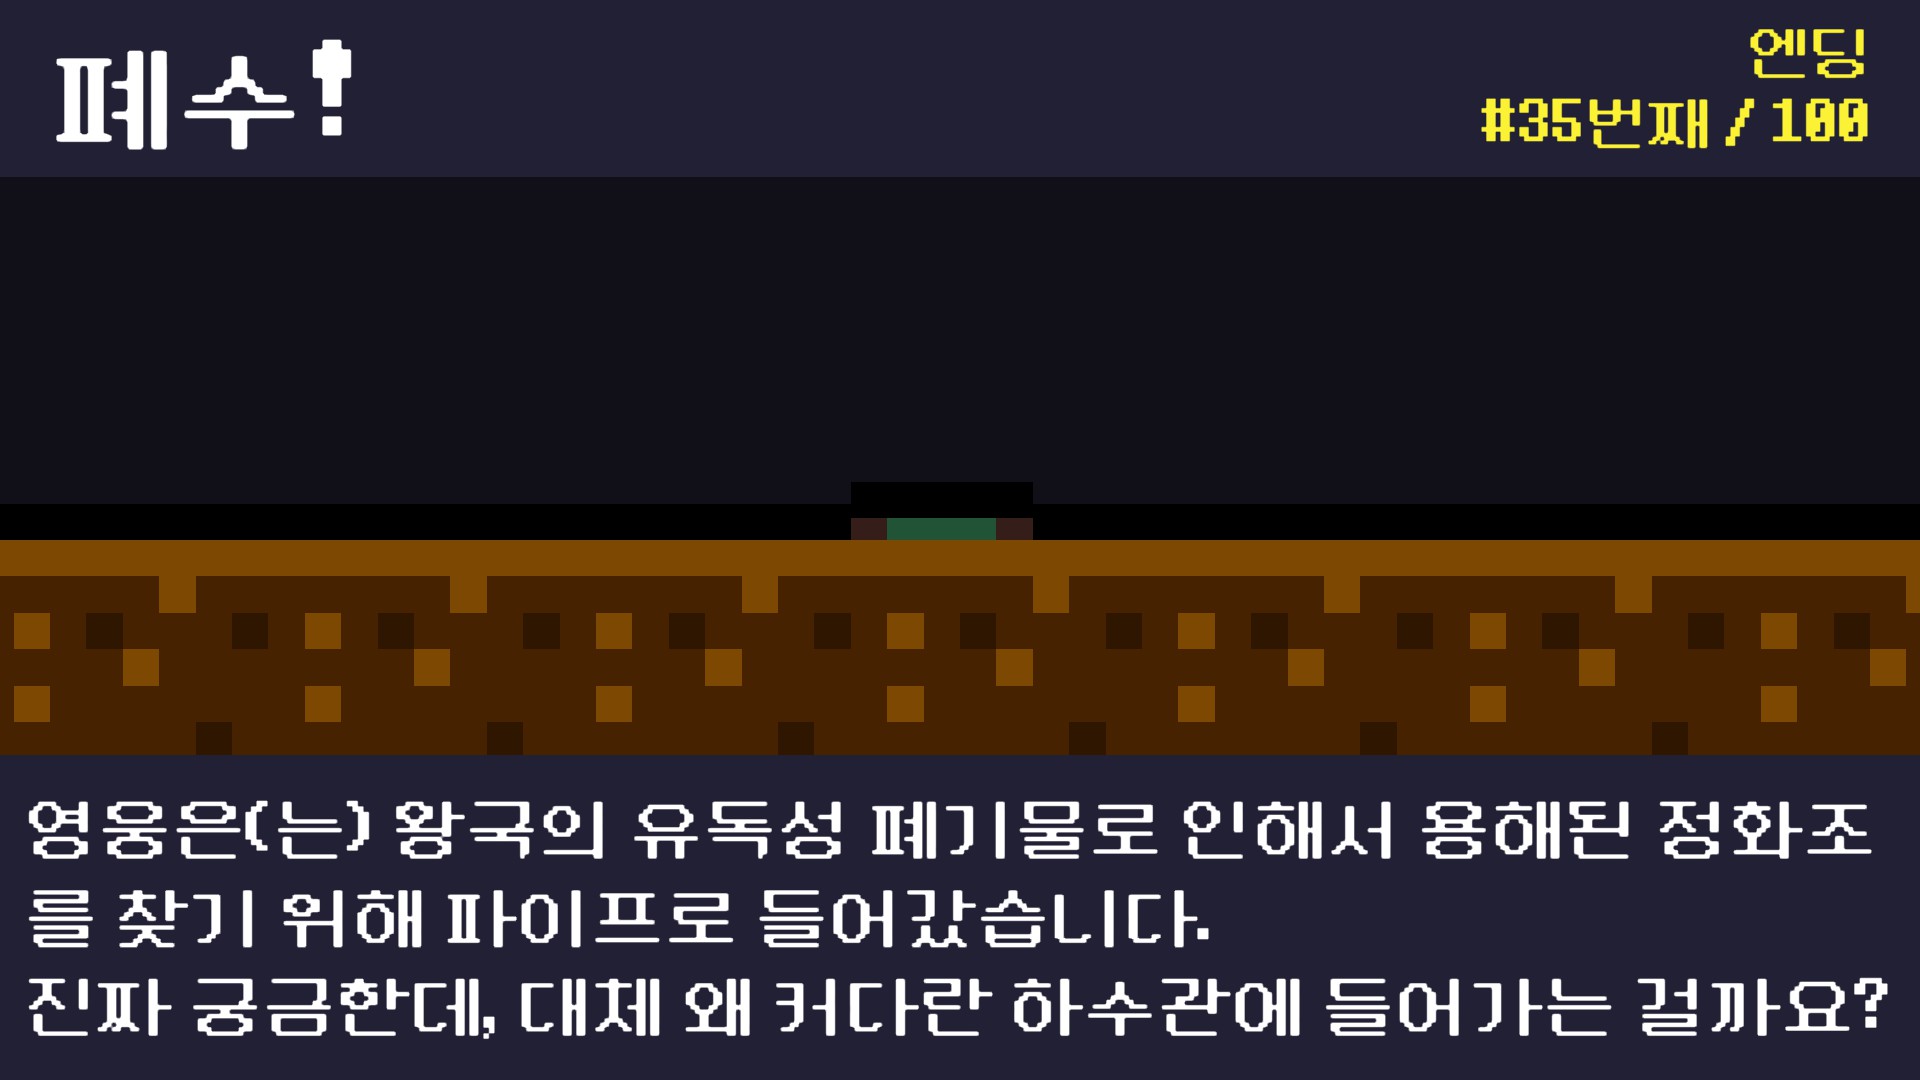 폐수!
엔딩
#35번째 / 100
영웅은(는) 왕국의 유독성 폐기물로 인해서 용해된 정화조
를 찾기 위해 파이프로 들어갔습니다.
진짜 궁금한데, 대체 왜 커다란 하수관에 들어가는 걸까요?